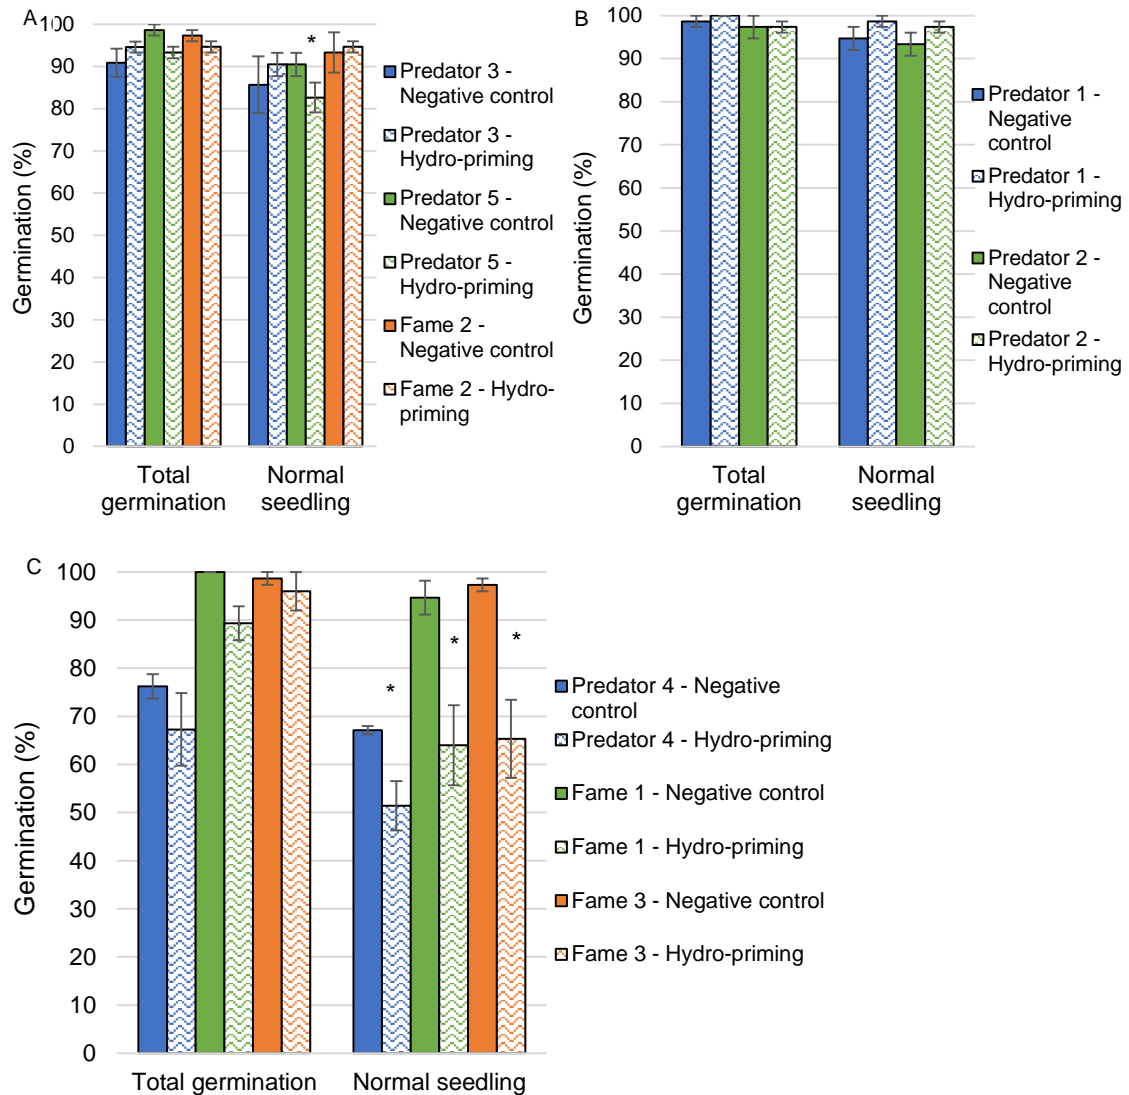 A
100
90
80
70
60
50
40
30
20
10
0
Germination (%)
*
Total
germination
Normal
seedling
Predator 3 -
Negative control
Predator 3 -
Hydro-priming
Predator 5 -
Negative control
Predator 5 -
Hydro-priming
Fame 2 -
Negative control
Fame 2 - Hydro-
priming
B
100
90
80
70
60
50
40
30
20
10
0
Germination (%)
Total
germination
Normal
seedling
Predator 1 -
Negative
control
Predator 1 -
Hydro-priming
Predator 2 -
Negative
control
Predator 2 -
Hydro-priming
C
100
90
80
70
60
50
40
30
20
10
0
Germination (%)
*
*
*
Total germination
Normal seedling
Predator 4 - Negative
control
Predator 4 - Hydro-priming
Fame 1 - Negative control
Fame 1 - Hydro-priming
Fame 3 - Negative control
Fame 3 - Hydro-priming